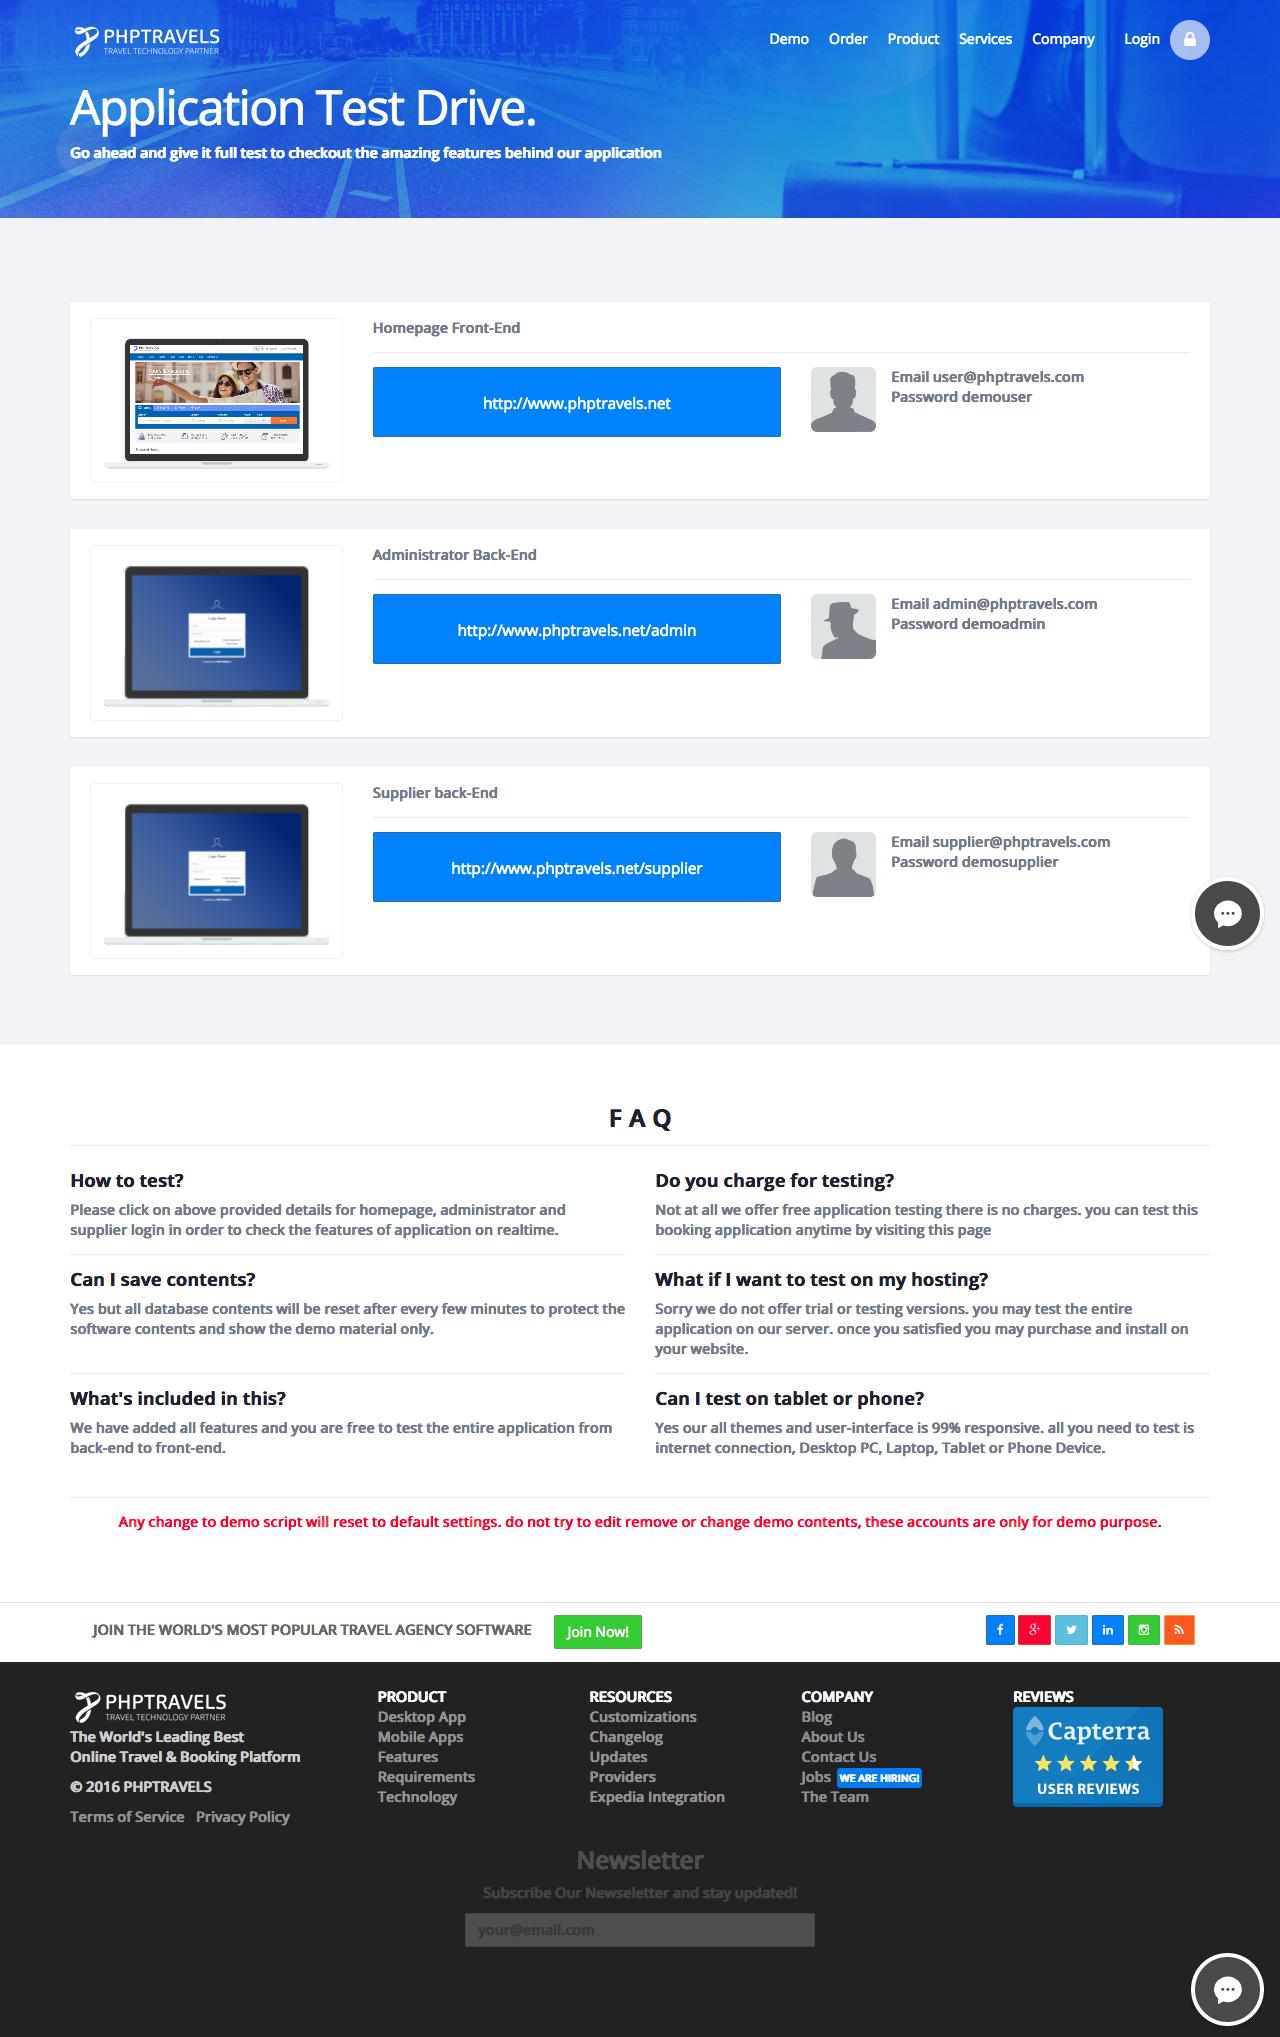 PHPTRAVELS
TRAVEL TECHNOLOGY PARTNER
Demo Order Product Services Company Login
Application Test Drive.
Go ahead and give it full test to checkout the amazing features behind our application
Homepage Front-End
http://www.phptravels.net
Email user@phptravels.com
Password demouser
Administrator Back-End
http://www.phptravels.net/admin
Email admin@phptravels.com
Password demoadmin
Supplier back-End
http://www.phptravels.net/supplier
Email supplier@phptravels.com
Password demosupplier
F A Q
How to test?
Please click on above provided details for homepage, administrator and
supplier login in order to check the features of application on realtime.
Do you charge for testing?
Not at all we offer free application testing there is no charges. you can test this
booking application anytime by visiting this page
Can I save contents?
Yes but all database contents will be reset after every few minutes to protect the
software contents and show the demo material only.
What if I want to test on my hosting?
Sorry we do not offer trial or testing versions. you may test the entire
application on our server. once you satisfied you may purchase and install on
your website.
What's included in this?
We have added all features and you are free to test the entire application from
back-end to front-end.
Can I test on tablet or phone?
Yes our all themes and user-interface is 99% responsive. all you need to test is
internet connection, Desktop PC, Laptop, Tablet or Phone Device.
Any change to demo script will reset to default settings. do not try to edit remove or change demo contents, these accounts are only for demo purpose.
JOIN THE WORLD'S MOST POPULAR TRAVEL AGENCY SOFTWARE
Join Now!
PHPTRAVELS
TRAVEL TECHNOLOGY PARTNER
The World's Leading Best
Online Travel & Booking Platform
© 2016 PHPTRAVELS
Terms of Service Privacy Policy
PRODUCT
Desktop App
Mobile Apps
Features
Requirements
Technology
RESOURCES
Customizations
Changelog
Updates
Providers
Expedia Integration
COMPANY
Blog
About Us
Contact Us
Jobs WE ARE HIRING!
The Team
REVIEWS
Capterra
USER REVIEWS
Newsletter
Subscribe Our Newseletter and stay updated!
your@email.com